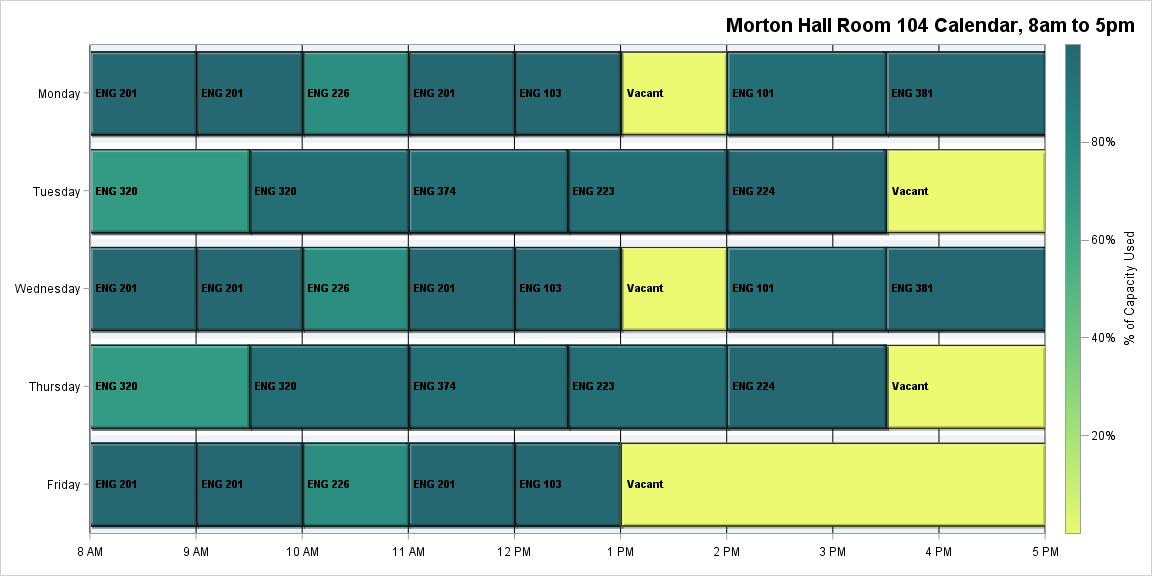 Morton Hall Room 104 Calendar, 8am to 5pm
Monday ENG 201 ENG 201 ENG 226 ENG 201 ENG 103 Vacant ENG 101 ENG 381
Tuesday ENG 320 ENG 320 ENG 374 ENG 223 ENG 224 Vacant
Wednesday ENG 201 ENG 201 ENG 226 ENG 201 ENG 103 Vacant ENG 101 ENG 381
Thursday ENG 320 ENG 320 ENG 374 ENG 223 ENG 224 Vacant
Friday ENG 201 ENG 201 ENG 226 ENG 201 ENG 103 Vacant
8 AM 9 AM 10 AM 11 AM 12 PM 1 PM 2 PM 3 PM 4 PM 5 PM
80%
60%
40%
20%
% of Capacity Used